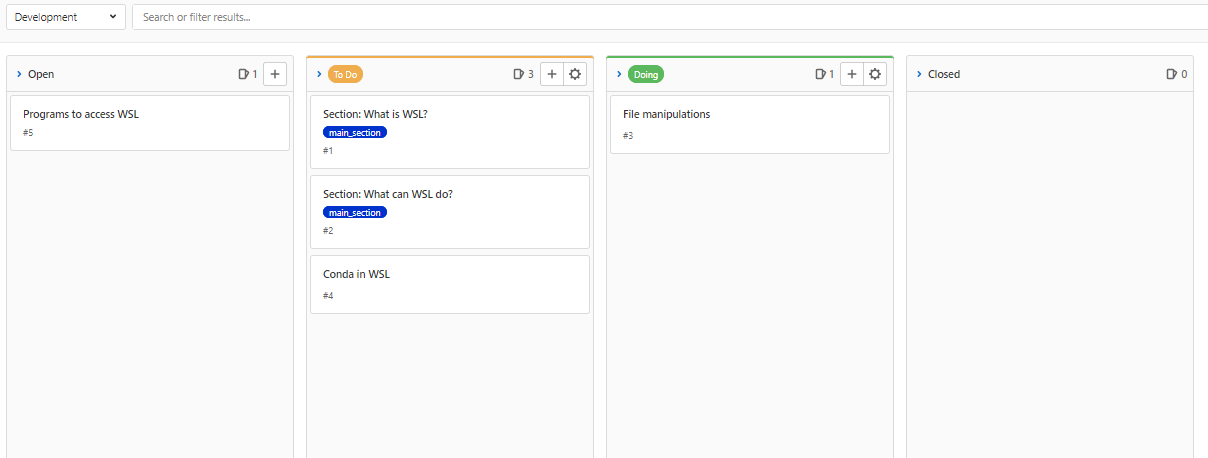 Development
Search or filter results...
Open
1
Programs to access WSL
#5
To Do
3
Section: What is WSL?
main_section
#1
Section: What can WSL do?
main_section
#2
Conda in WSL
#4
Doing
1
File manipulations
#3
Closed
0